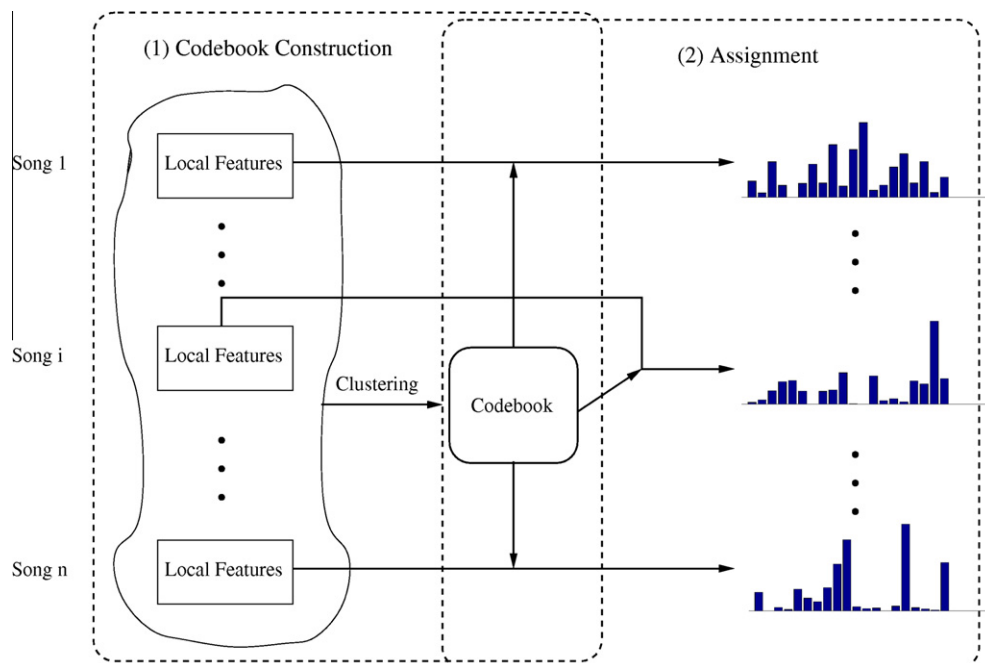 (1) Codebook Construction
(2) Assignment
Song 1
Local Features
Song i
Local Features
Clustering
Codebook
Song n
Local Features